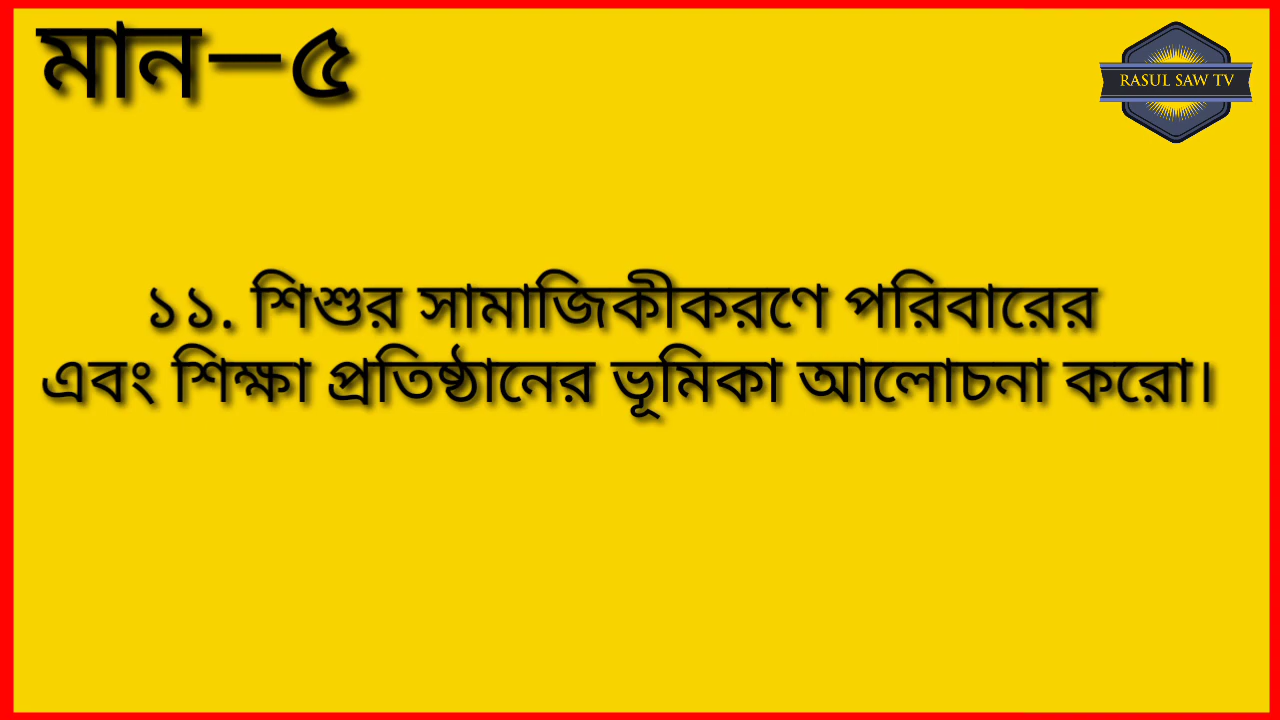 মান–৫
RASUL SAW TV
১১. শিশুর সামাজিকীকরণে পরিবারের
এবং শিক্ষা প্রতিষ্ঠানের ভূমিকা আলোচনা করো।